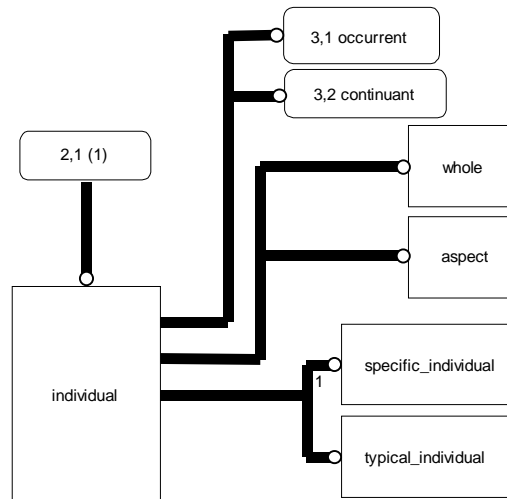 3,1 occurrent
3,2 continuant
2,1 (1)
whole
aspect
individual
specific_individual
1
typical_individual